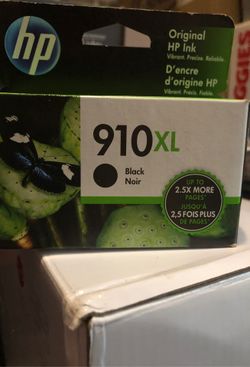 hp
Original
HP Ink
Vibrant. Precise. Reliable.
D'encre
d'origine HP
910XL
Black
Noir
UP TO
2.5X MORE
PAGES
JUSQU'À
2,5 FOIS PLUS
DE PAGES